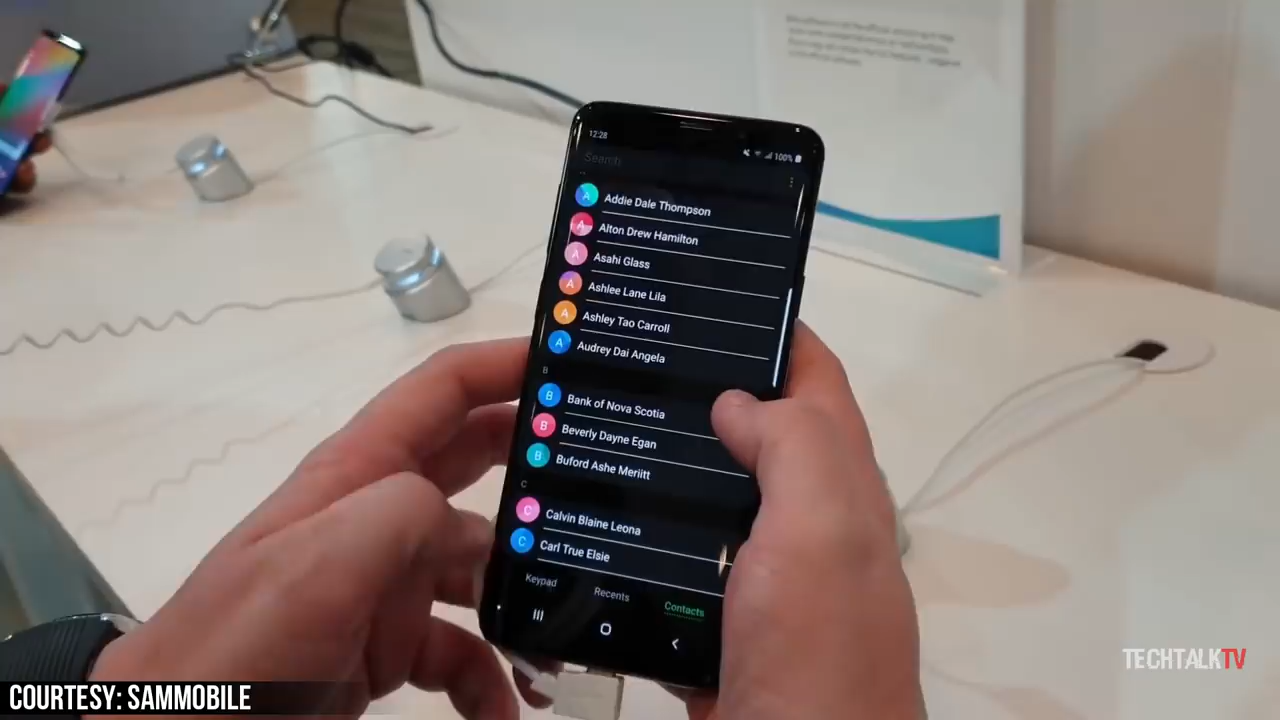 12:28
100%
Search
A Addie Dale Thompson
A Alton Drew Hamilton
A Asahi Glass
A Ashlee Lane Lila
A Ashley Tao Carroll
A Audrey Dai Angela
B
B Bank of Nova Scotia
B Beverly Dayne Egan
B Buford Ashe Meriitt
C
C Calvin Blaine Leona
C Carl True Elsie
Keypad Recents Contacts
TECHTALKTV
COURTESY: SAMMOBILE